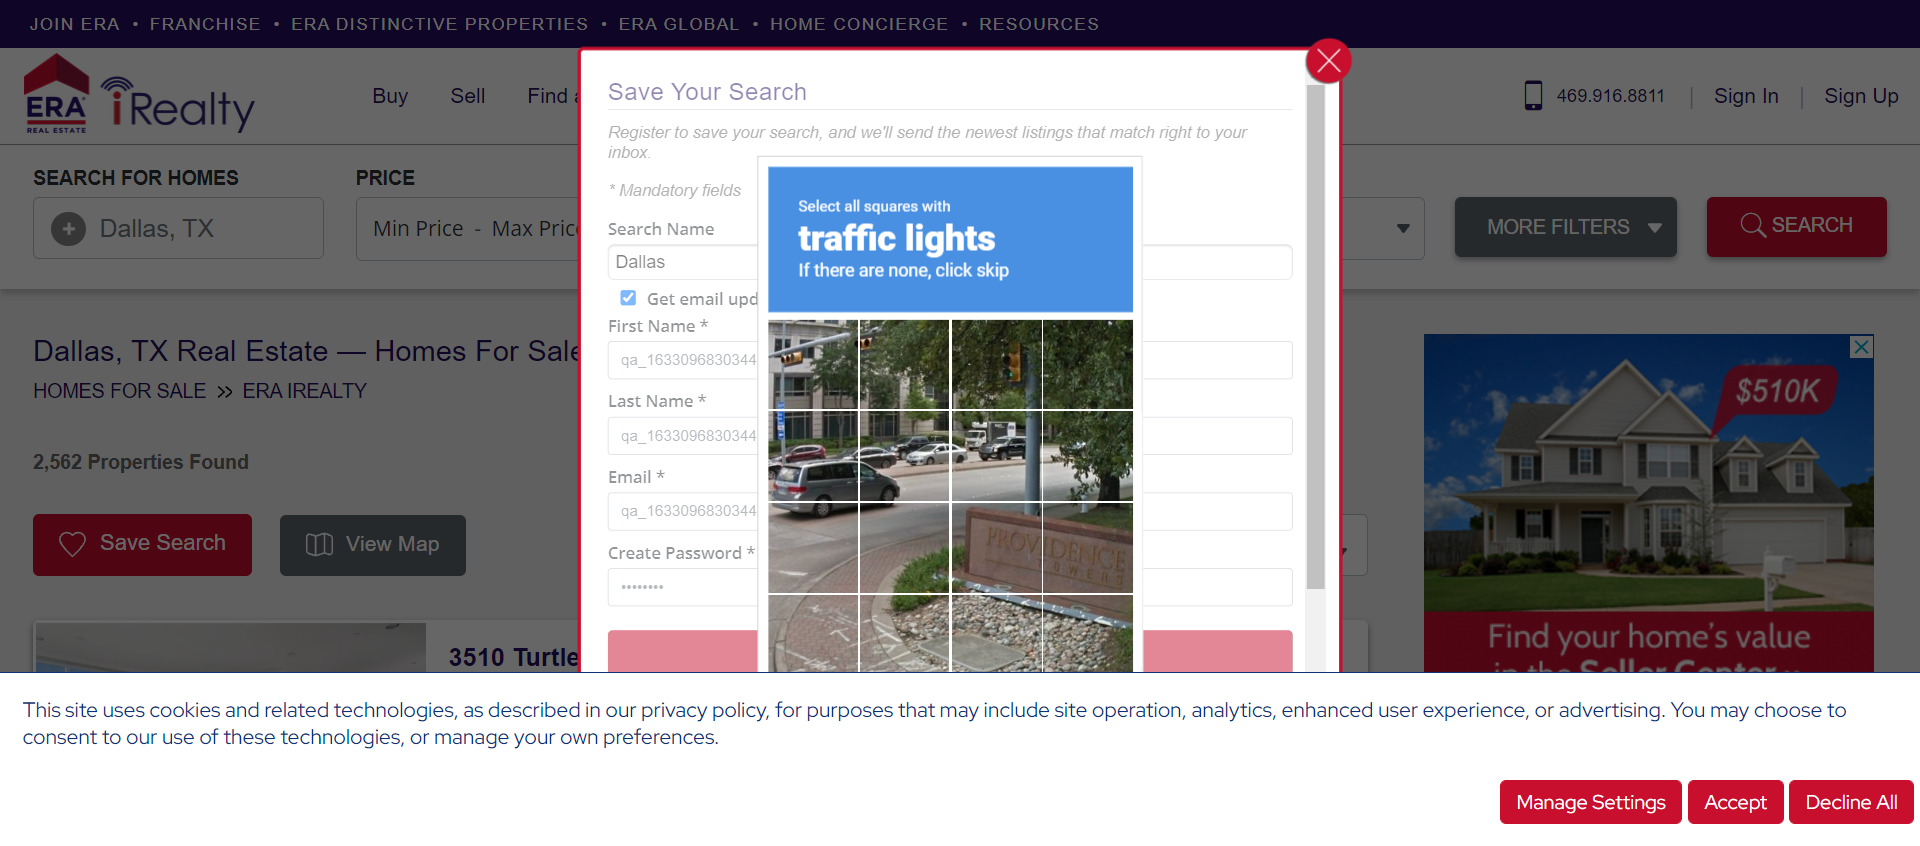 JOIN ERA • FRANCHISE • ERA DISTINCTIVE PROPERTIES • ERA GLOBAL • HOME CONCIERGE • RESOURCES
ERA
REAL ESTATE
iRealty
Buy
Sell
Find a
469.916.8811
Sign In
Sign Up
SEARCH FOR HOMES
Dallas, TX
PRICE
Min Price - Max Pric
MORE FILTERS
SEARCH
Save Your Search
Register to save your search, and we'll send the newest listings that match right to your
inbox.
* Mandatory fields
Search Name
Dallas
Get email upd
First Name *
qa_1633096830344
Last Name *
qa_1633096830344
Email *
qa_1633096830344
Create Password *
Select all squares with
traffic lights
If there are none, click skip
PROVIDENCE
TOWERS
Dallas, TX Real Estate — Homes For Sale
HOMES FOR SALE » ERA IREALTY
2,562 Properties Found
Save Search
View Map
3510 Turtle
$510K
Find your home's value
in the Seller Center
This site uses cookies and related technologies, as described in our privacy policy, for purposes that may include site operation, analytics, enhanced user experience, or advertising. You may choose to
consent to our use of these technologies, or manage your own preferences.
Manage Settings
Accept
Decline All